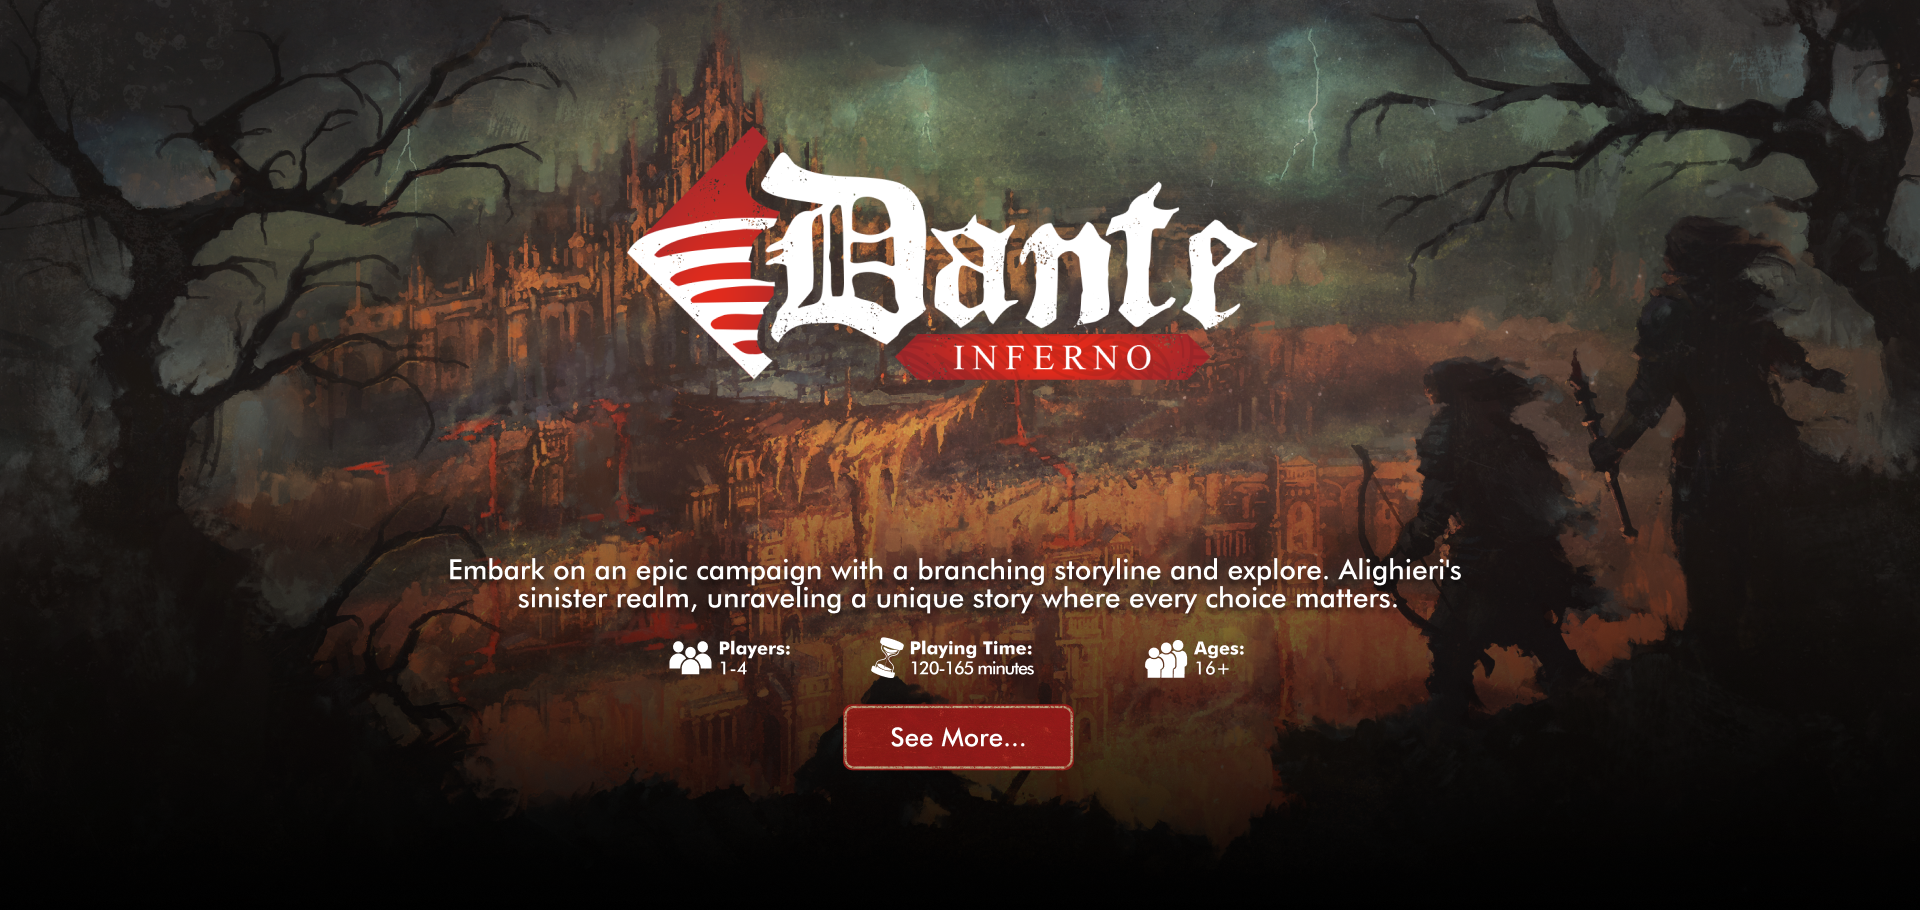 Dante
INFERNO
Embark on an epic campaign with a branching storyline and explore. Alighieri's
sinister realm, unraveling a unique story where every choice matters.
Players:
1-4
Playing Time:
120-165 minutes
Ages:
16+
See More...